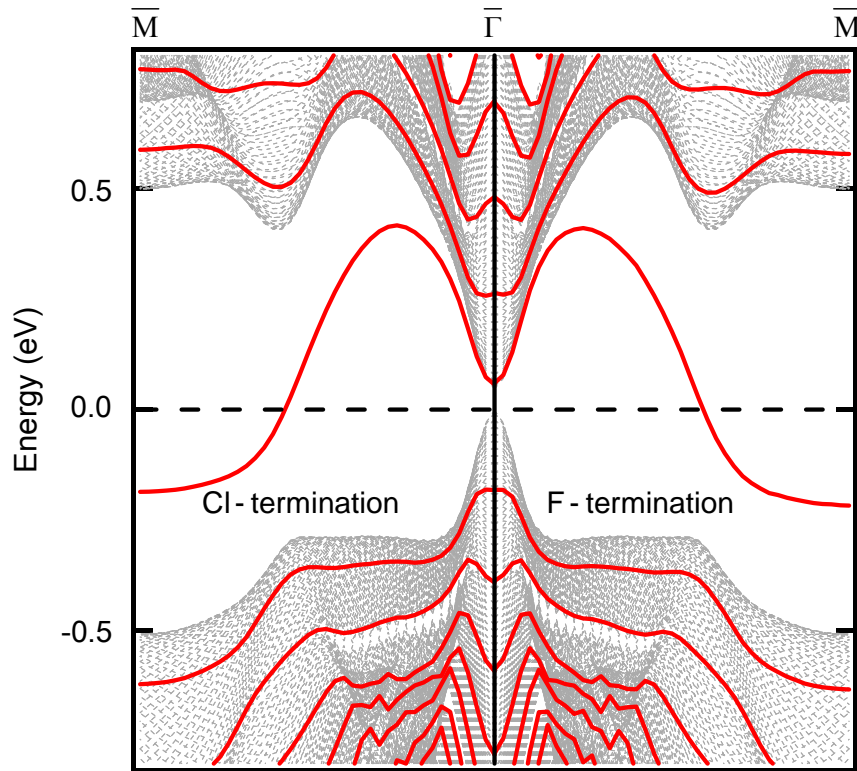 M̅ Γ̅ M̅
0.5
0.0
-0.5
Energy (eV)
Cl - termination F - termination